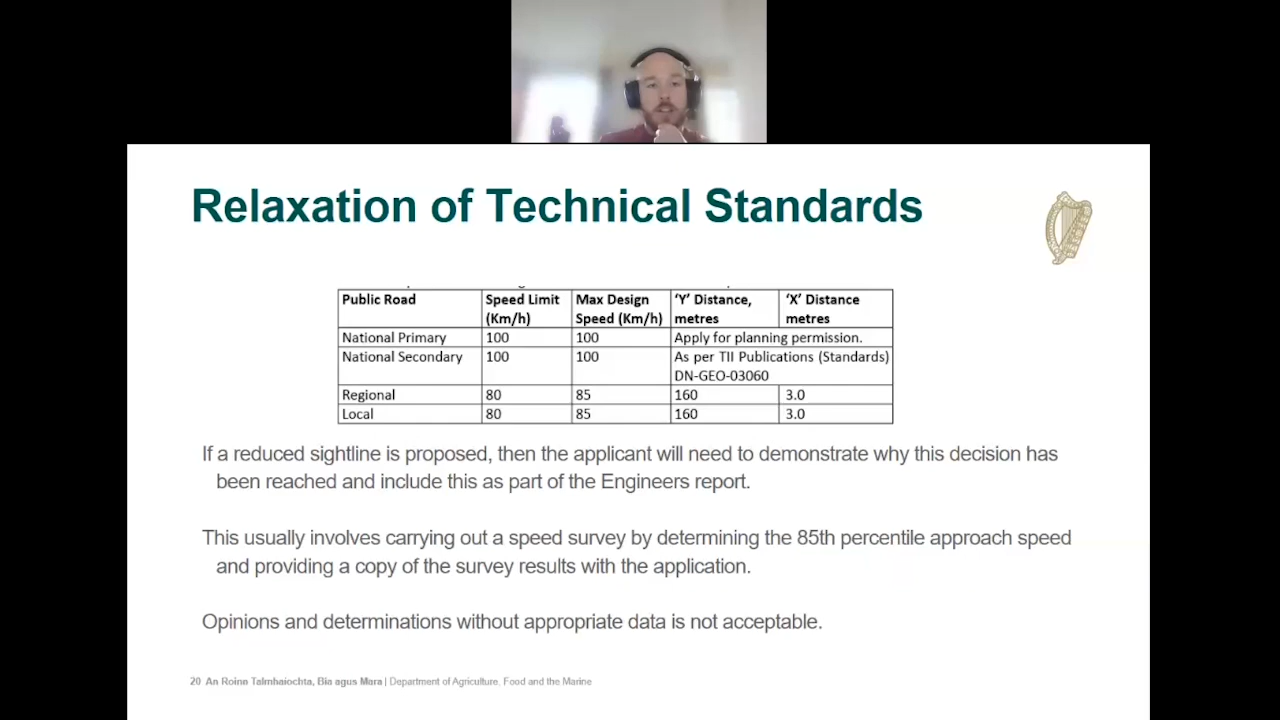 Relaxation of Technical Standards
Public Road Speed Limit Max Design ‘Y’ Distance, ‘X’ Distance
(Km/h) Speed (Km/h) metres metres
National Primary 100 100 Apply for planning permission.
National Secondary 100 100 As per TII Publications (Standards)
DN-GEO-03060
Regional 80 85 160 3.0
Local 80 85 160 3.0
If a reduced sightline is proposed, then the applicant will need to demonstrate why this decision has
been reached and include this as part of the Engineers report.
This usually involves carrying out a speed survey by determining the 85th percentile approach speed
and providing a copy of the survey results with the application.
Opinions and determinations without appropriate data is not acceptable.
20 An Roinn Talmhaíochta, Bia agus Mara | Department of Agriculture, Food and the Marine